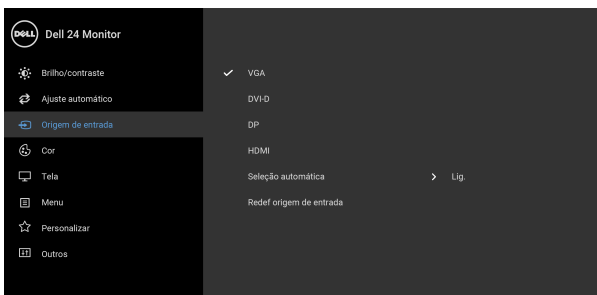 DELL Dell 24 Monitor
Brilho/contraste
Ajuste automático
Origem de entrada
Cor
Tela
Menu
Personalizar
Outros
VGA
DVI-D
DP
HDMI
Seleção automática Lig.
Redef origem de entrada